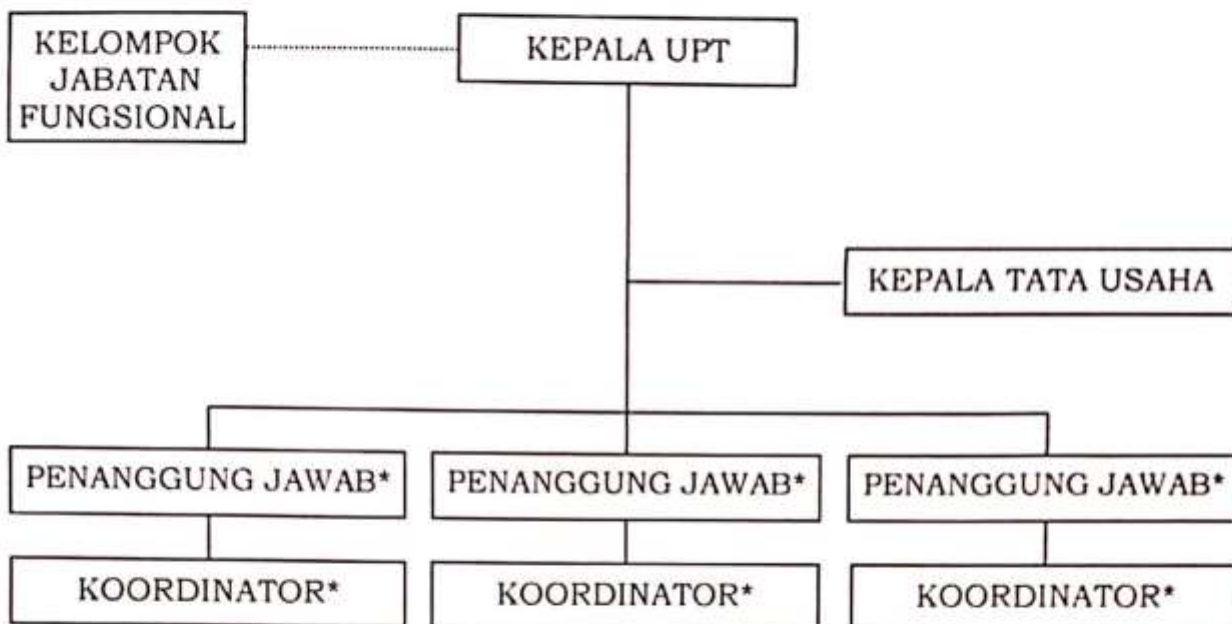 KELOMPOK
JABATAN
FUNGSIONAL
KEPALA UPT
KEPALA TATA USAHA
PENANGGUNG JAWAB*
PENANGGUNG JAWAB*
PENANGGUNG JAWAB*
KOORDINATOR*
KOORDINATOR*
KOORDINATOR*